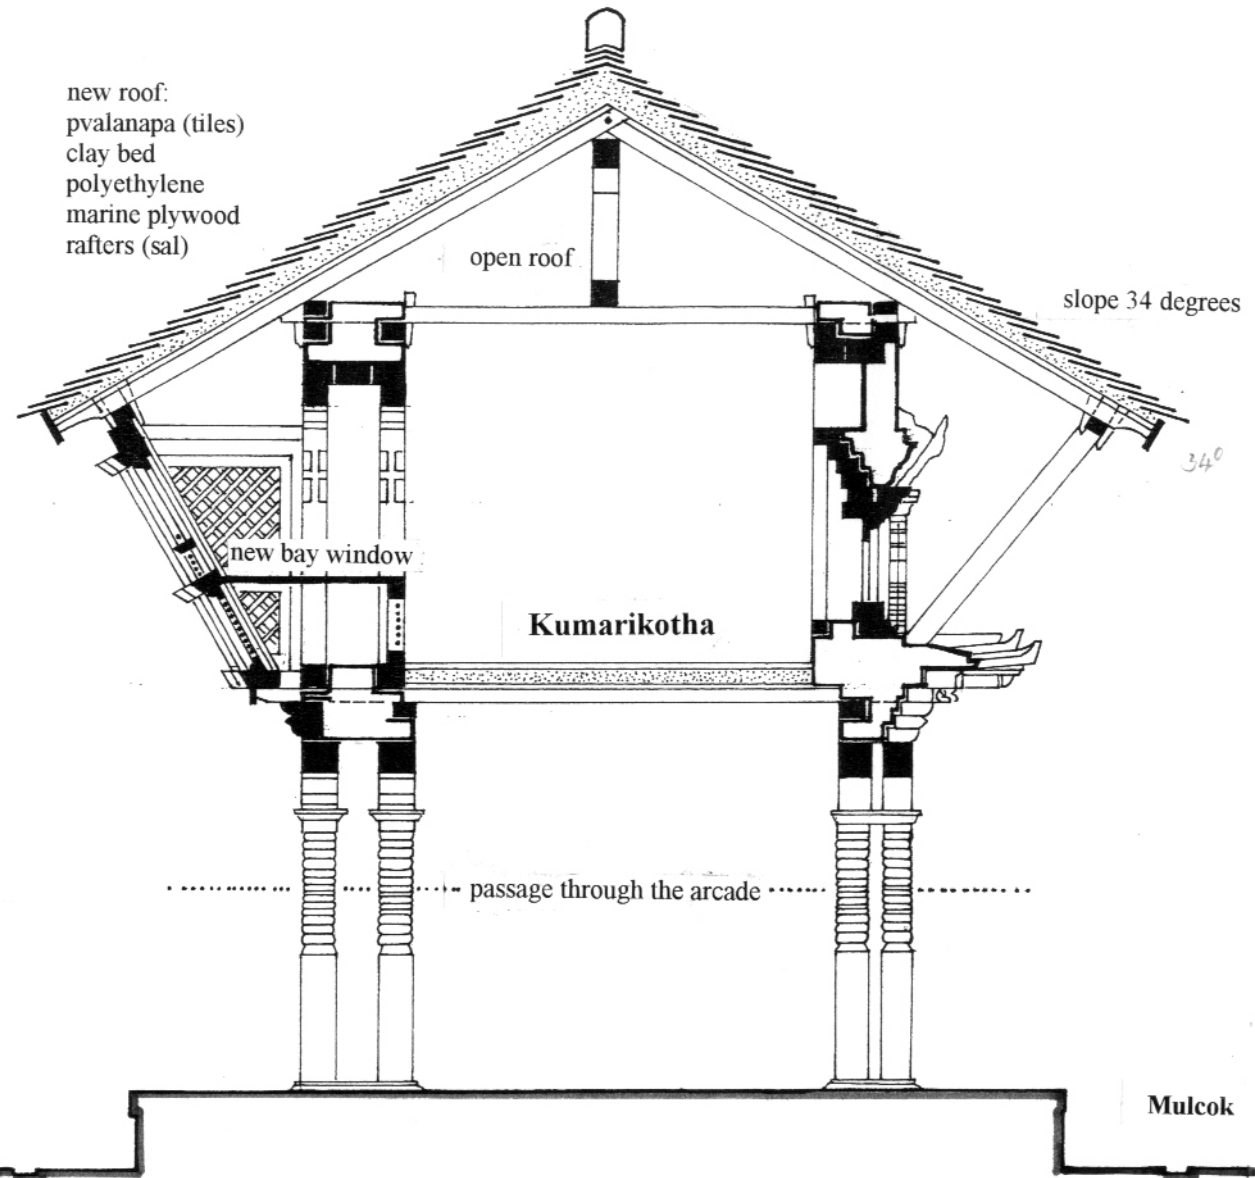 new roof:
pvalanapa (tiles)
clay bed
polyethylene
marine plywood
rafters (sal)
open roof
slope 34 degrees
34°
new bay window
Kumarikotha
passage through the arcade
Mulcok